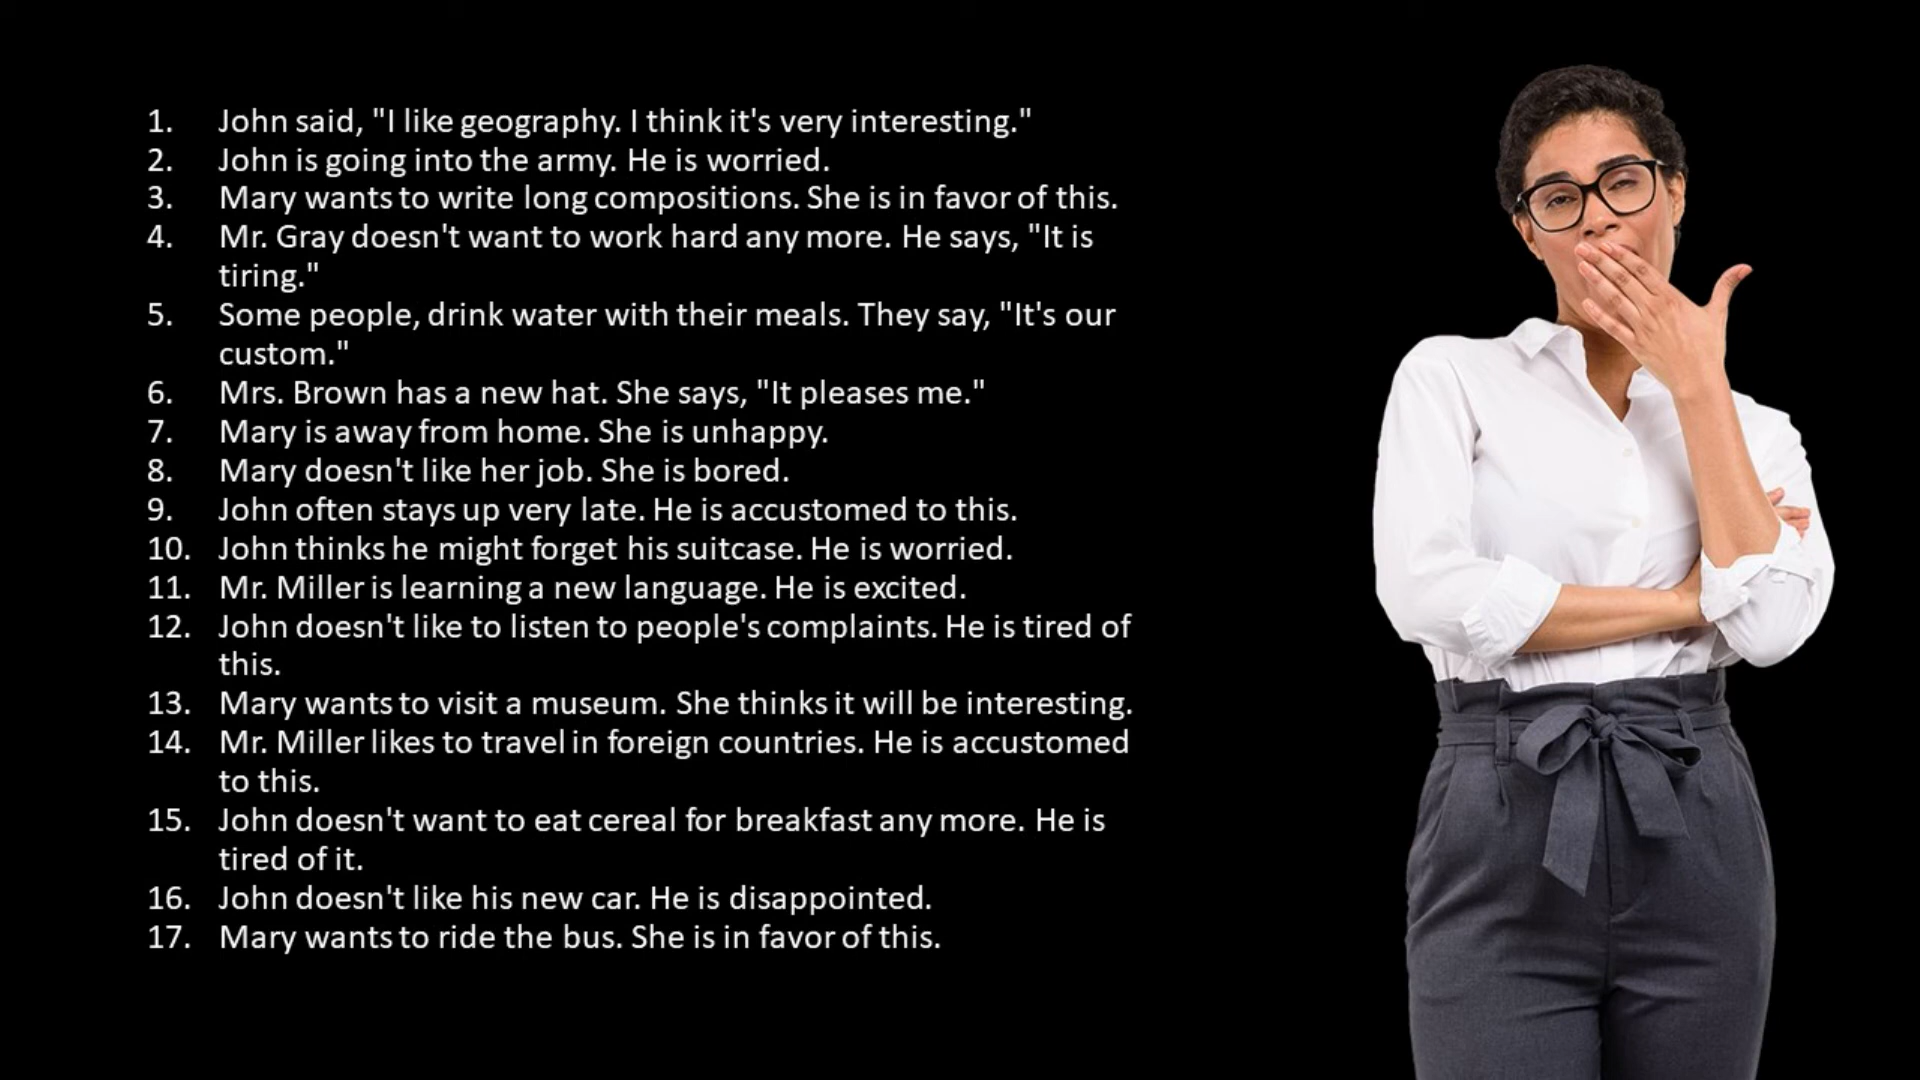 1. John said, "I like geography. I think it's very interesting."
2. John is going into the army. He is worried.
3. Mary wants to write long compositions. She is in favor of this.
4. Mr. Gray doesn't want to work hard any more. He says, "It is
tiring."
5. Some people, drink water with their meals. They say, "It's our
custom."
6. Mrs. Brown has a new hat. She says, "It pleases me."
7. Mary is away from home. She is unhappy.
8. Mary doesn't like her job. She is bored.
9. John often stays up very late. He is accustomed to this.
10. John thinks he might forget his suitcase. He is worried.
11. Mr. Miller is learning a new language. He is excited.
12. John doesn't like to listen to people's complaints. He is tired of
this.
13. Mary wants to visit a museum. She thinks it will be interesting.
14. Mr. Miller likes to travel in foreign countries. He is accustomed
to this.
15. John doesn't want to eat cereal for breakfast any more. He is
tired of it.
16. John doesn't like his new car. He is disappointed.
17. Mary wants to ride the bus. She is in favor of this.